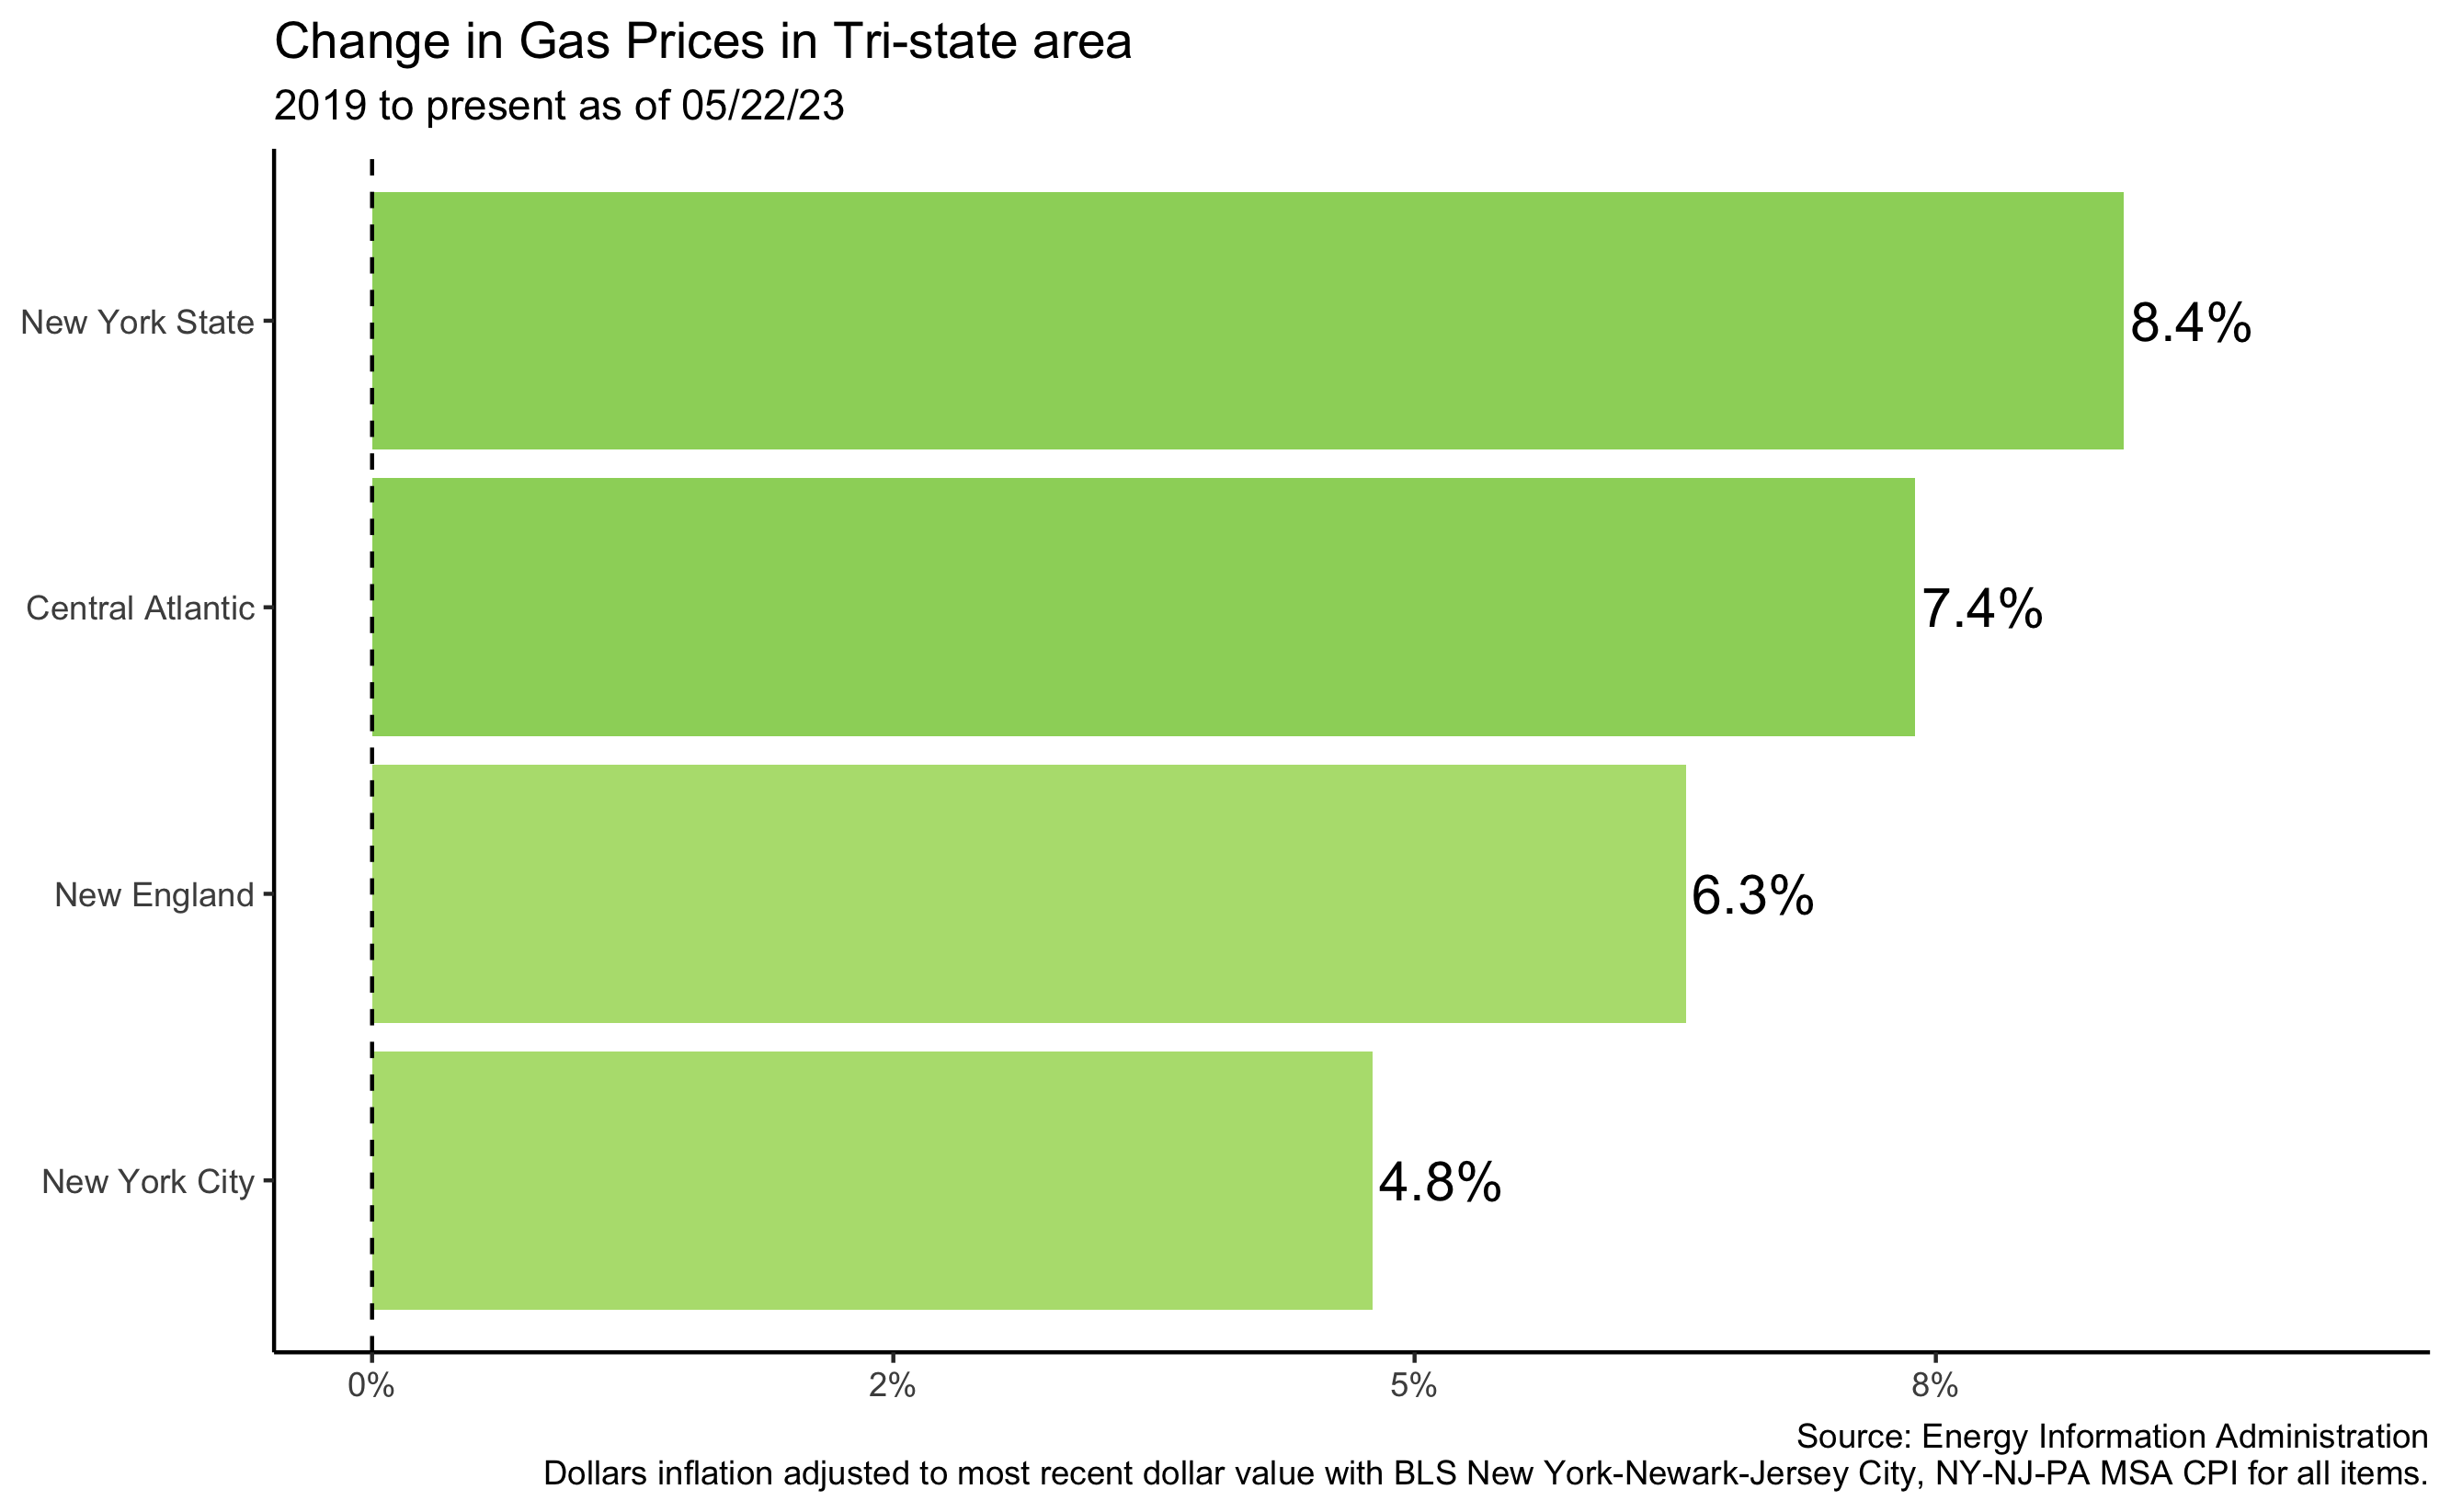 Change in Gas Prices in Tri-state area
2019 to present as of 05/22/23
New York State
8.4%
Central Atlantic
7.4%
New England
6.3%
New York City
4.8%
0%
2%
5%
8%
Source: Energy Information Administration
Dollars inflation adjusted to most recent dollar value with BLS New York-Newark-Jersey City, NY-NJ-PA MSA CPI for all items.